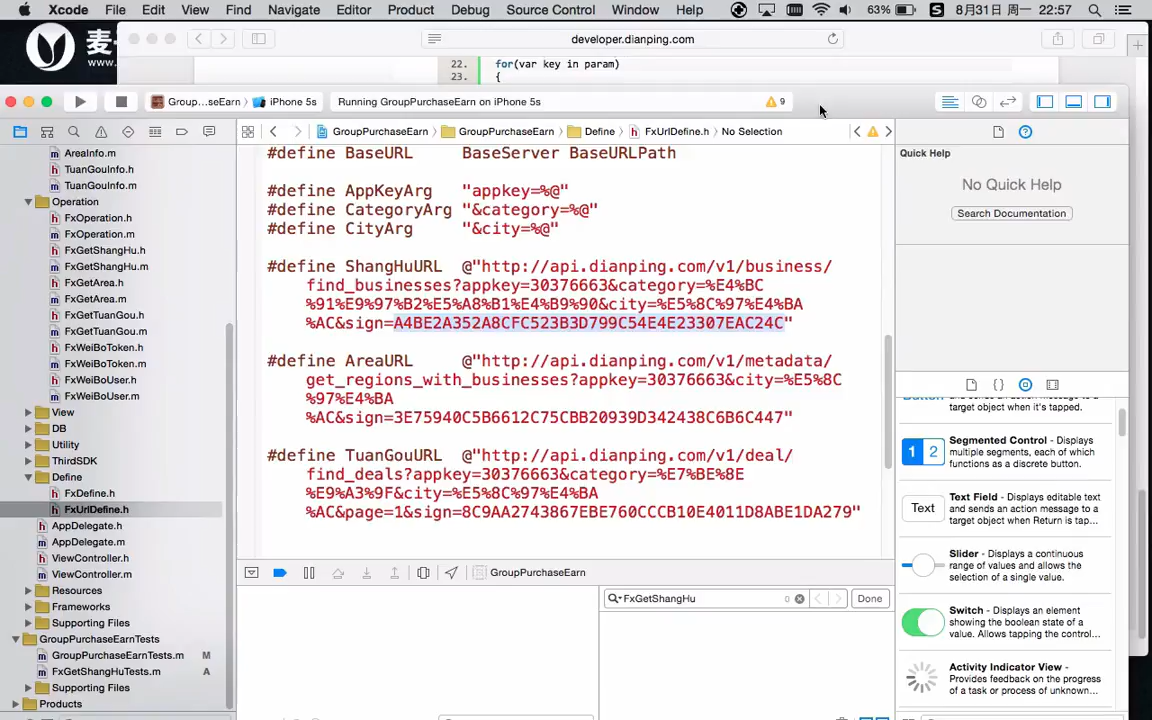 Xcode File Edit View Find Navigate Editor Product Debug Source Control Window Help 63% S 8月31日 周一 22:57
麦
www.
developer.dianping.com
22. for(var key in param)
23. {
Group...seEarn iPhone 5s
Running GroupPurchaseEarn on iPhone 5s
9
GroupPurchaseEarn GroupPurchaseEarn Define FxUrlDefine.h No Selection
AreaInfo.m
TuanGouInfo.h
TuanGouInfo.m
Operation
FxOperation.h
FxOperation.m
FxGetShangHu.h
FxGetShangHu.m
FxGetArea.h
FxGetArea.m
FxGetTuanGou.h
FxGetTuanGou.m
FxWeiBoToken.h
FxWeiBoToken.m
FxWeiBoUser.h
FxWeiBoUser.m
View
DB
Utility
ThirdSDK
Define
FxDefine.h
FxUrlDefine.h
AppDelegate.h
AppDelegate.m
ViewController.h
ViewController.m
Resources
Frameworks
Supporting Files
GroupPurchaseEarnTests
GroupPurchaseEarnTests.m M
FxGetShangHuTests.m A
Supporting Files
Products
#define BaseURL BaseServer BaseURLPath
#define AppKeyArg "appkey=%@"
#define CategoryArg "&category=%@"
#define CityArg "&city=%@"
#define ShangHuURL @"http://api.dianping.com/v1/business/
find_businesses?appkey=30376663&category=%E4%BC
%91%E9%97%B2%E5%A8%B1%E4%B9%90&city=%E5%8C%97%E4%BA
%AC&sign=A4BE2A352A8CFC523B3D799C54E4E23307EAC24C"
#define AreaURL @"http://api.dianping.com/v1/metadata/
get_regions_with_businesses?appkey=30376663&city=%E5%8C
%97%E4%BA
%AC&sign=3E75940C5B6612C75CBB20939D342438C6B6C447"
#define TuanGouURL @"http://api.dianping.com/v1/deal/
find_deals?appkey=30376663&category=%E7%BE%8E
%E9%A3%9F&city=%E5%8C%97%E4%BA
%AC&page=1&sign=8C9AA2743867EBE760CCCB10E4011D8ABE1DA279"
GroupPurchaseEarn
FxGetShangHu 0 Done
Quick Help
No Quick Help
Search Documentation
and sends an action message to a
target object when it's tapped.
1 2
Segmented Control - Displays
multiple segments, each of which
functions as a discrete button.
Text
Text Field - Displays editable text
and sends an action message to a
target object when Return is tap...
Slider - Displays a continuous
range of values and allows the
selection of a single value.
Switch - Displays an element
showing the boolean state of a
value. Allows tapping the control...
Activity Indicator View -
Provides feedback on the progress
of a task or process of unknown...